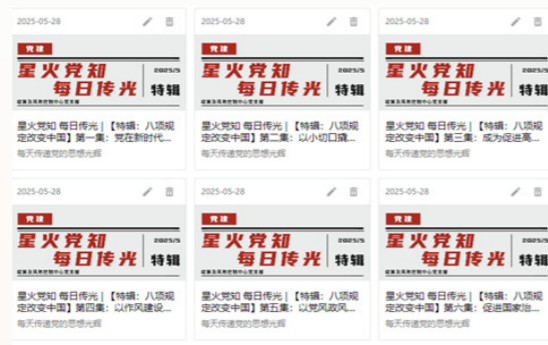 2025-05-28
党建
星火党知
每日传光
2025/5
特辑
星火党知 每日传光 | 【特辑：八项规
定改变中国】第一集：党在新时代...
每天传递党的思想光辉
2025-05-28
党建
星火党知
每日传光
2025/5
特辑
星火党知 每日传光 | 【特辑：八项规
定改变中国】第二集：以小切口撬...
每天传递党的思想光辉
2025-05-28
党建
星火党知
每日传光
2025/5
特辑
星火党知 每日传光 | 【特辑：八项规
定改变中国】第三集：成为促进高...
每天传递党的思想光辉
2025-05-28
党建
星火党知
每日传光
2025/5
特辑
星火党知 每日传光 | 【特辑：八项规
定改变中国】第四集：以作风建设...
每天传递党的思想光辉
2025-05-28
党建
星火党知
每日传光
2025/5
特辑
星火党知 每日传光 | 【特辑：八项规
定改变中国】第五集：以党风政风...
每天传递党的思想光辉
2025-05-28
党建
星火党知
每日传光
2025/5
特辑
星火党知 每日传光 | 【特辑：八项规
定改变中国】第六集：促进国家治...
每天传递党的思想光辉